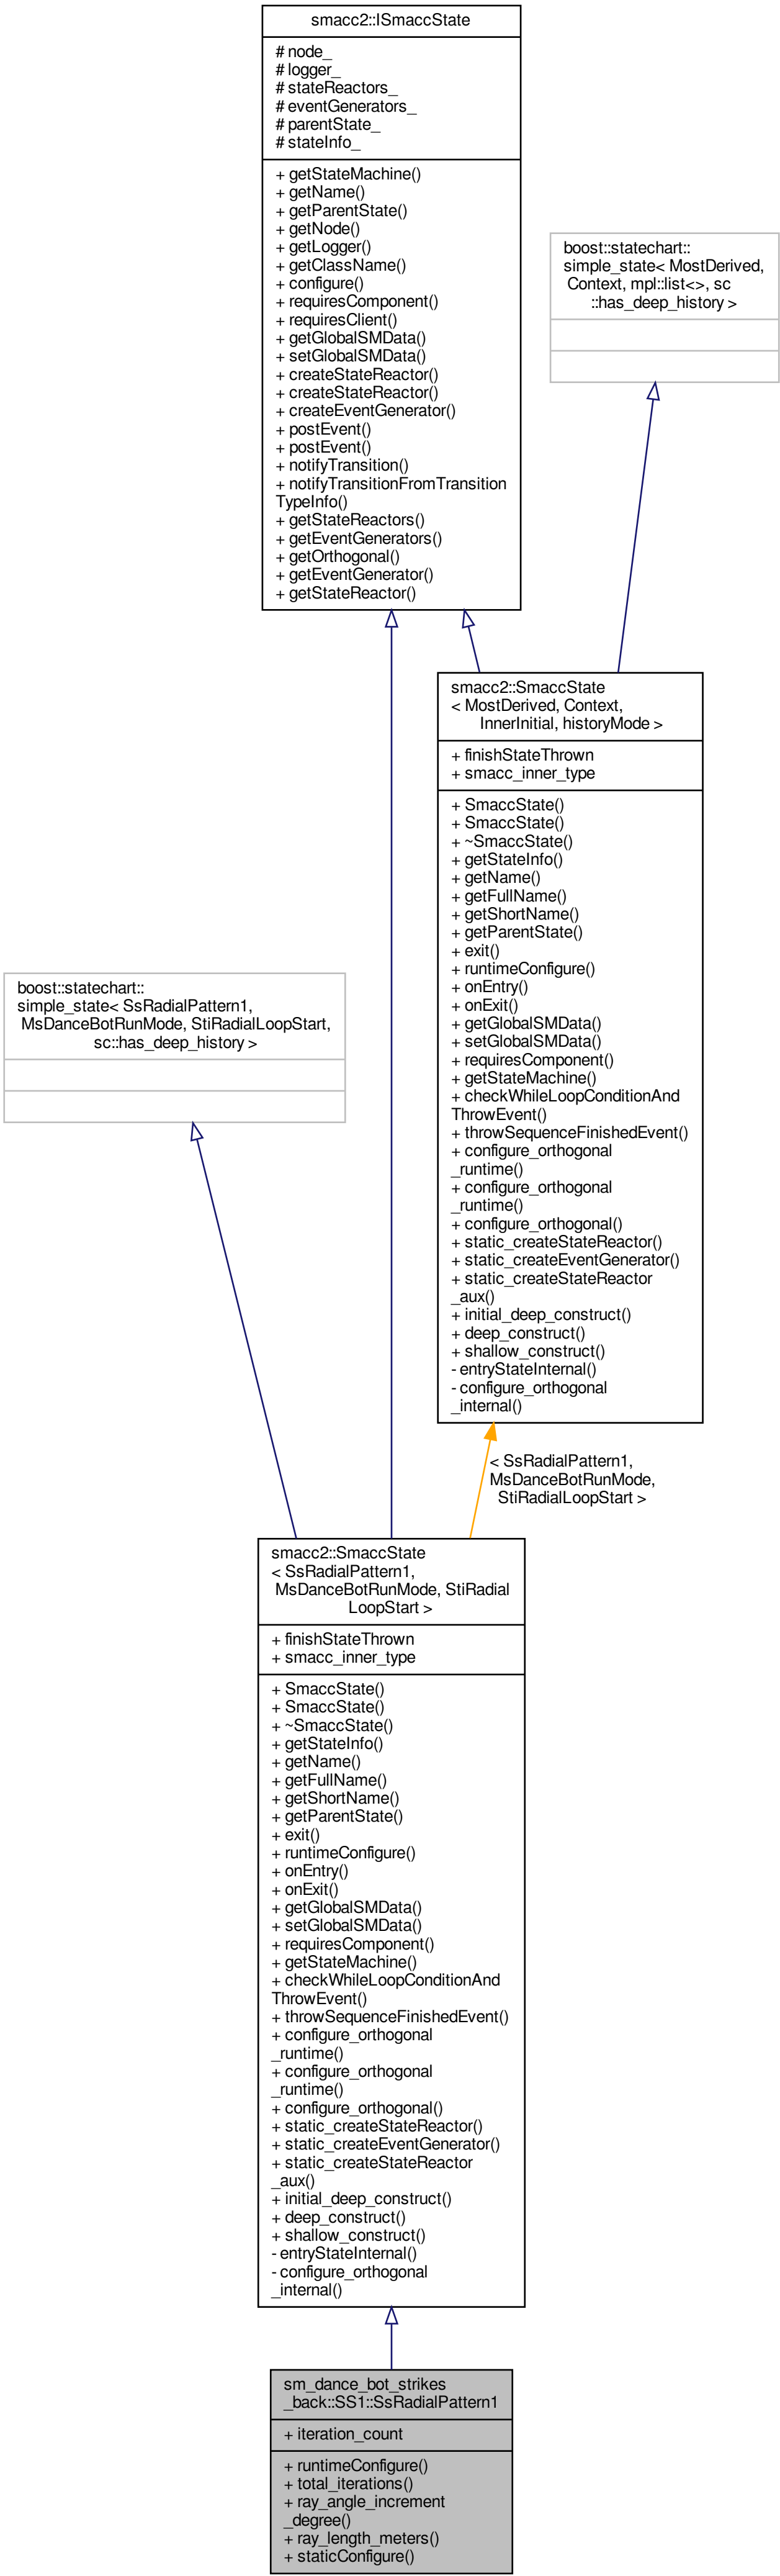 smacc2::ISmaccState
# node_
# logger_
# stateReactors_
# eventGenerators_
# parentState_
# stateInfo_
+ getStateMachine()
+ getName()
+ getParentState()
+ getNode()
+ getLogger()
+ getClassName()
+ configure()
+ requiresComponent()
+ requiresClient()
+ getGlobalSMData()
+ setGlobalSMData()
+ createStateReactor()
+ createStateReactor()
+ createEventGenerator()
+ postEvent()
+ postEvent()
+ notifyTransition()
+ notifyTransitionFromTransition
TypeInfo()
+ getStateReactors()
+ getEventGenerators()
+ getOrthogonal()
+ getEventGenerator()
+ getStateReactor()
boost::statechart::
simple_state< MostDerived,
Context, mpl::list<>, sc
::has_deep_history >
smacc2::SmaccState
< MostDerived, Context,
InnerInitial, historyMode >
+ finishStateThrown
+ smacc_inner_type
+ SmaccState()
+ SmaccState()
+ ~SmaccState()
+ getStateInfo()
+ getName()
+ getFullName()
+ getShortName()
+ getParentState()
+ exit()
+ runtimeConfigure()
+ onEntry()
+ onExit()
+ getGlobalSMData()
+ setGlobalSMData()
+ requiresComponent()
+ getStateMachine()
+ checkWhileLoopConditionAnd
ThrowEvent()
+ throwSequenceFinishedEvent()
+ configure_orthogonal
_runtime()
+ configure_orthogonal
_runtime()
+ configure_orthogonal()
+ static_createStateReactor()
+ static_createEventGenerator()
+ static_createStateReactor
_aux()
+ initial_deep_construct()
+ deep_construct()
+ shallow_construct()
- entryStateInternal()
- configure_orthogonal
_internal()
boost::statechart::
simple_state< SsRadialPattern1,
MsDanceBotRunMode, StiRadialLoopStart,
sc::has_deep_history >
< SsRadialPattern1,
MsDanceBotRunMode,
StiRadialLoopStart >
smacc2::SmaccState
< SsRadialPattern1,
MsDanceBotRunMode, StiRadial
LoopStart >
+ finishStateThrown
+ smacc_inner_type
+ SmaccState()
+ SmaccState()
+ ~SmaccState()
+ getStateInfo()
+ getName()
+ getFullName()
+ getShortName()
+ getParentState()
+ exit()
+ runtimeConfigure()
+ onEntry()
+ onExit()
+ getGlobalSMData()
+ setGlobalSMData()
+ requiresComponent()
+ getStateMachine()
+ checkWhileLoopConditionAnd
ThrowEvent()
+ throwSequenceFinishedEvent()
+ configure_orthogonal
_runtime()
+ configure_orthogonal
_runtime()
+ configure_orthogonal()
+ static_createStateReactor()
+ static_createEventGenerator()
+ static_createStateReactor
_aux()
+ initial_deep_construct()
+ deep_construct()
+ shallow_construct()
- entryStateInternal()
- configure_orthogonal
_internal()
sm_dance_bot_strikes
_back::SS1::SsRadialPattern1
+ iteration_count
+ runtimeConfigure()
+ total_iterations()
+ ray_angle_increment
_degree()
+ ray_length_meters()
+ staticConfigure()